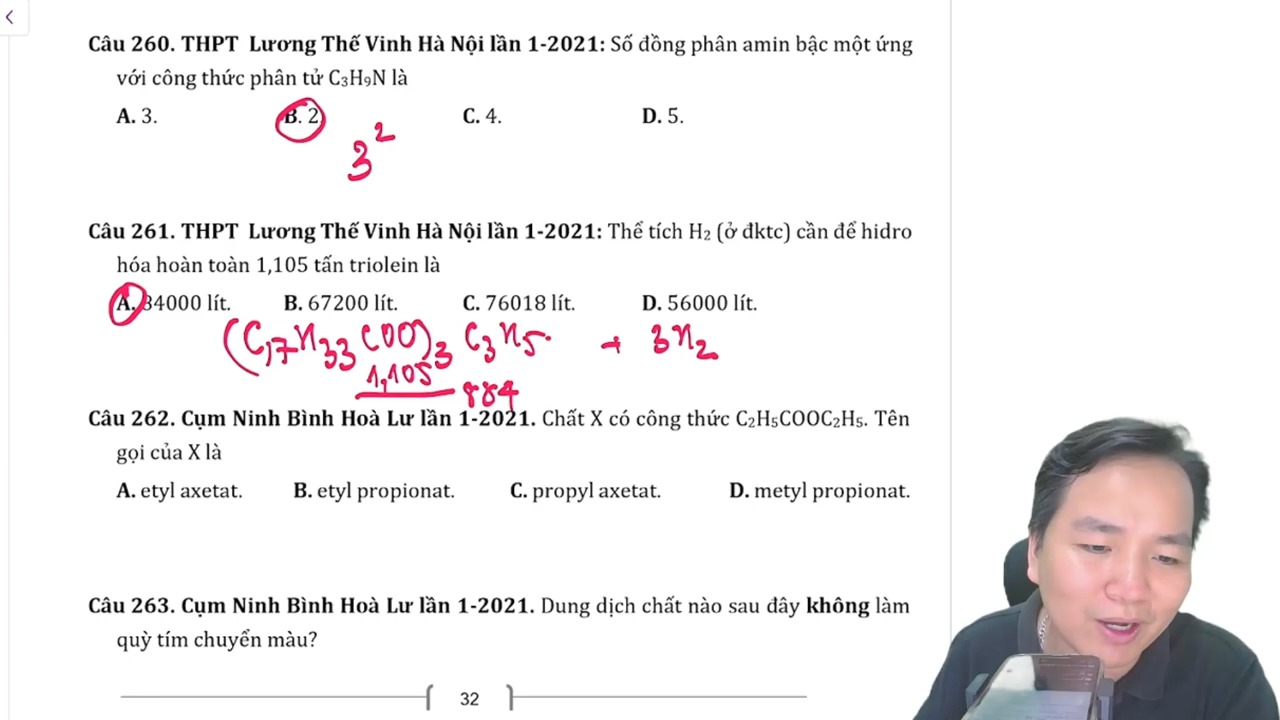 Câu 260. THPT Lương Thế Vinh Hà Nội lần 1-2021: Số đồng phân amin bậc một ứng
với công thức phân tử C₃H₉N là
A. 3. B. 2 C. 4. D. 5.
3²
Câu 261. THPT Lương Thế Vinh Hà Nội lần 1-2021: Thể tích H₂ (ở đktc) cần để hidro
hóa hoàn toàn 1,105 tấn triolein là
A. 84000 lít. B. 67200 lít. C. 76018 lít. D. 56000 lít.
(C₁₇H₃₃COO)₃C₃H₅ + 3H₂
1,105
884
Câu 262. Cụm Ninh Bình Hoà Lư lần 1-2021. Chất X có công thức C₂H₅COOC₂H₅. Tên
gọi của X là
A. etyl axetat. B. etyl propionat. C. propyl axetat. D. metyl propionat.
Câu 263. Cụm Ninh Bình Hoà Lư lần 1-2021. Dung dịch chất nào sau đây không làm
quỳ tím chuyển màu?
32